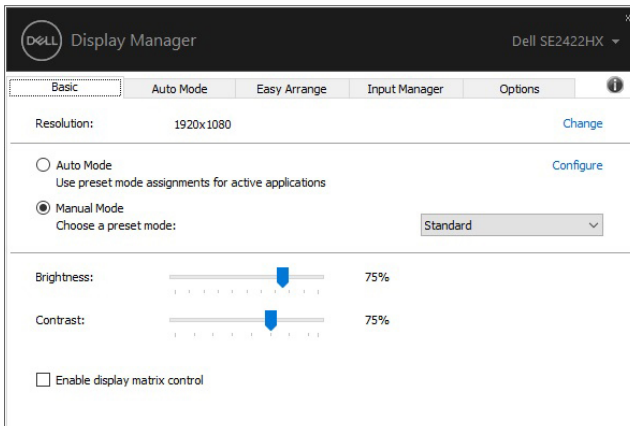 DELL Display Manager
Dell SE2422HX
Basic
Auto Mode
Easy Arrange
Input Manager
Options
Resolution: 1920x1080 Change
Auto Mode Configure
Use preset mode assignments for active applications
Manual Mode
Choose a preset mode: Standard
Brightness: 75%
Contrast: 75%
Enable display matrix control